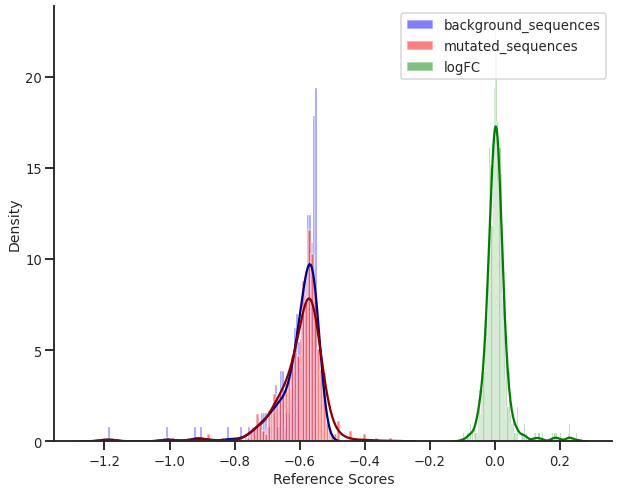 background_sequences
mutated_sequences
logFC
20
15
10
5
0
Density
−1.2 −1.0 −0.8 −0.6 −0.4 −0.2 0.0 0.2
Reference Scores